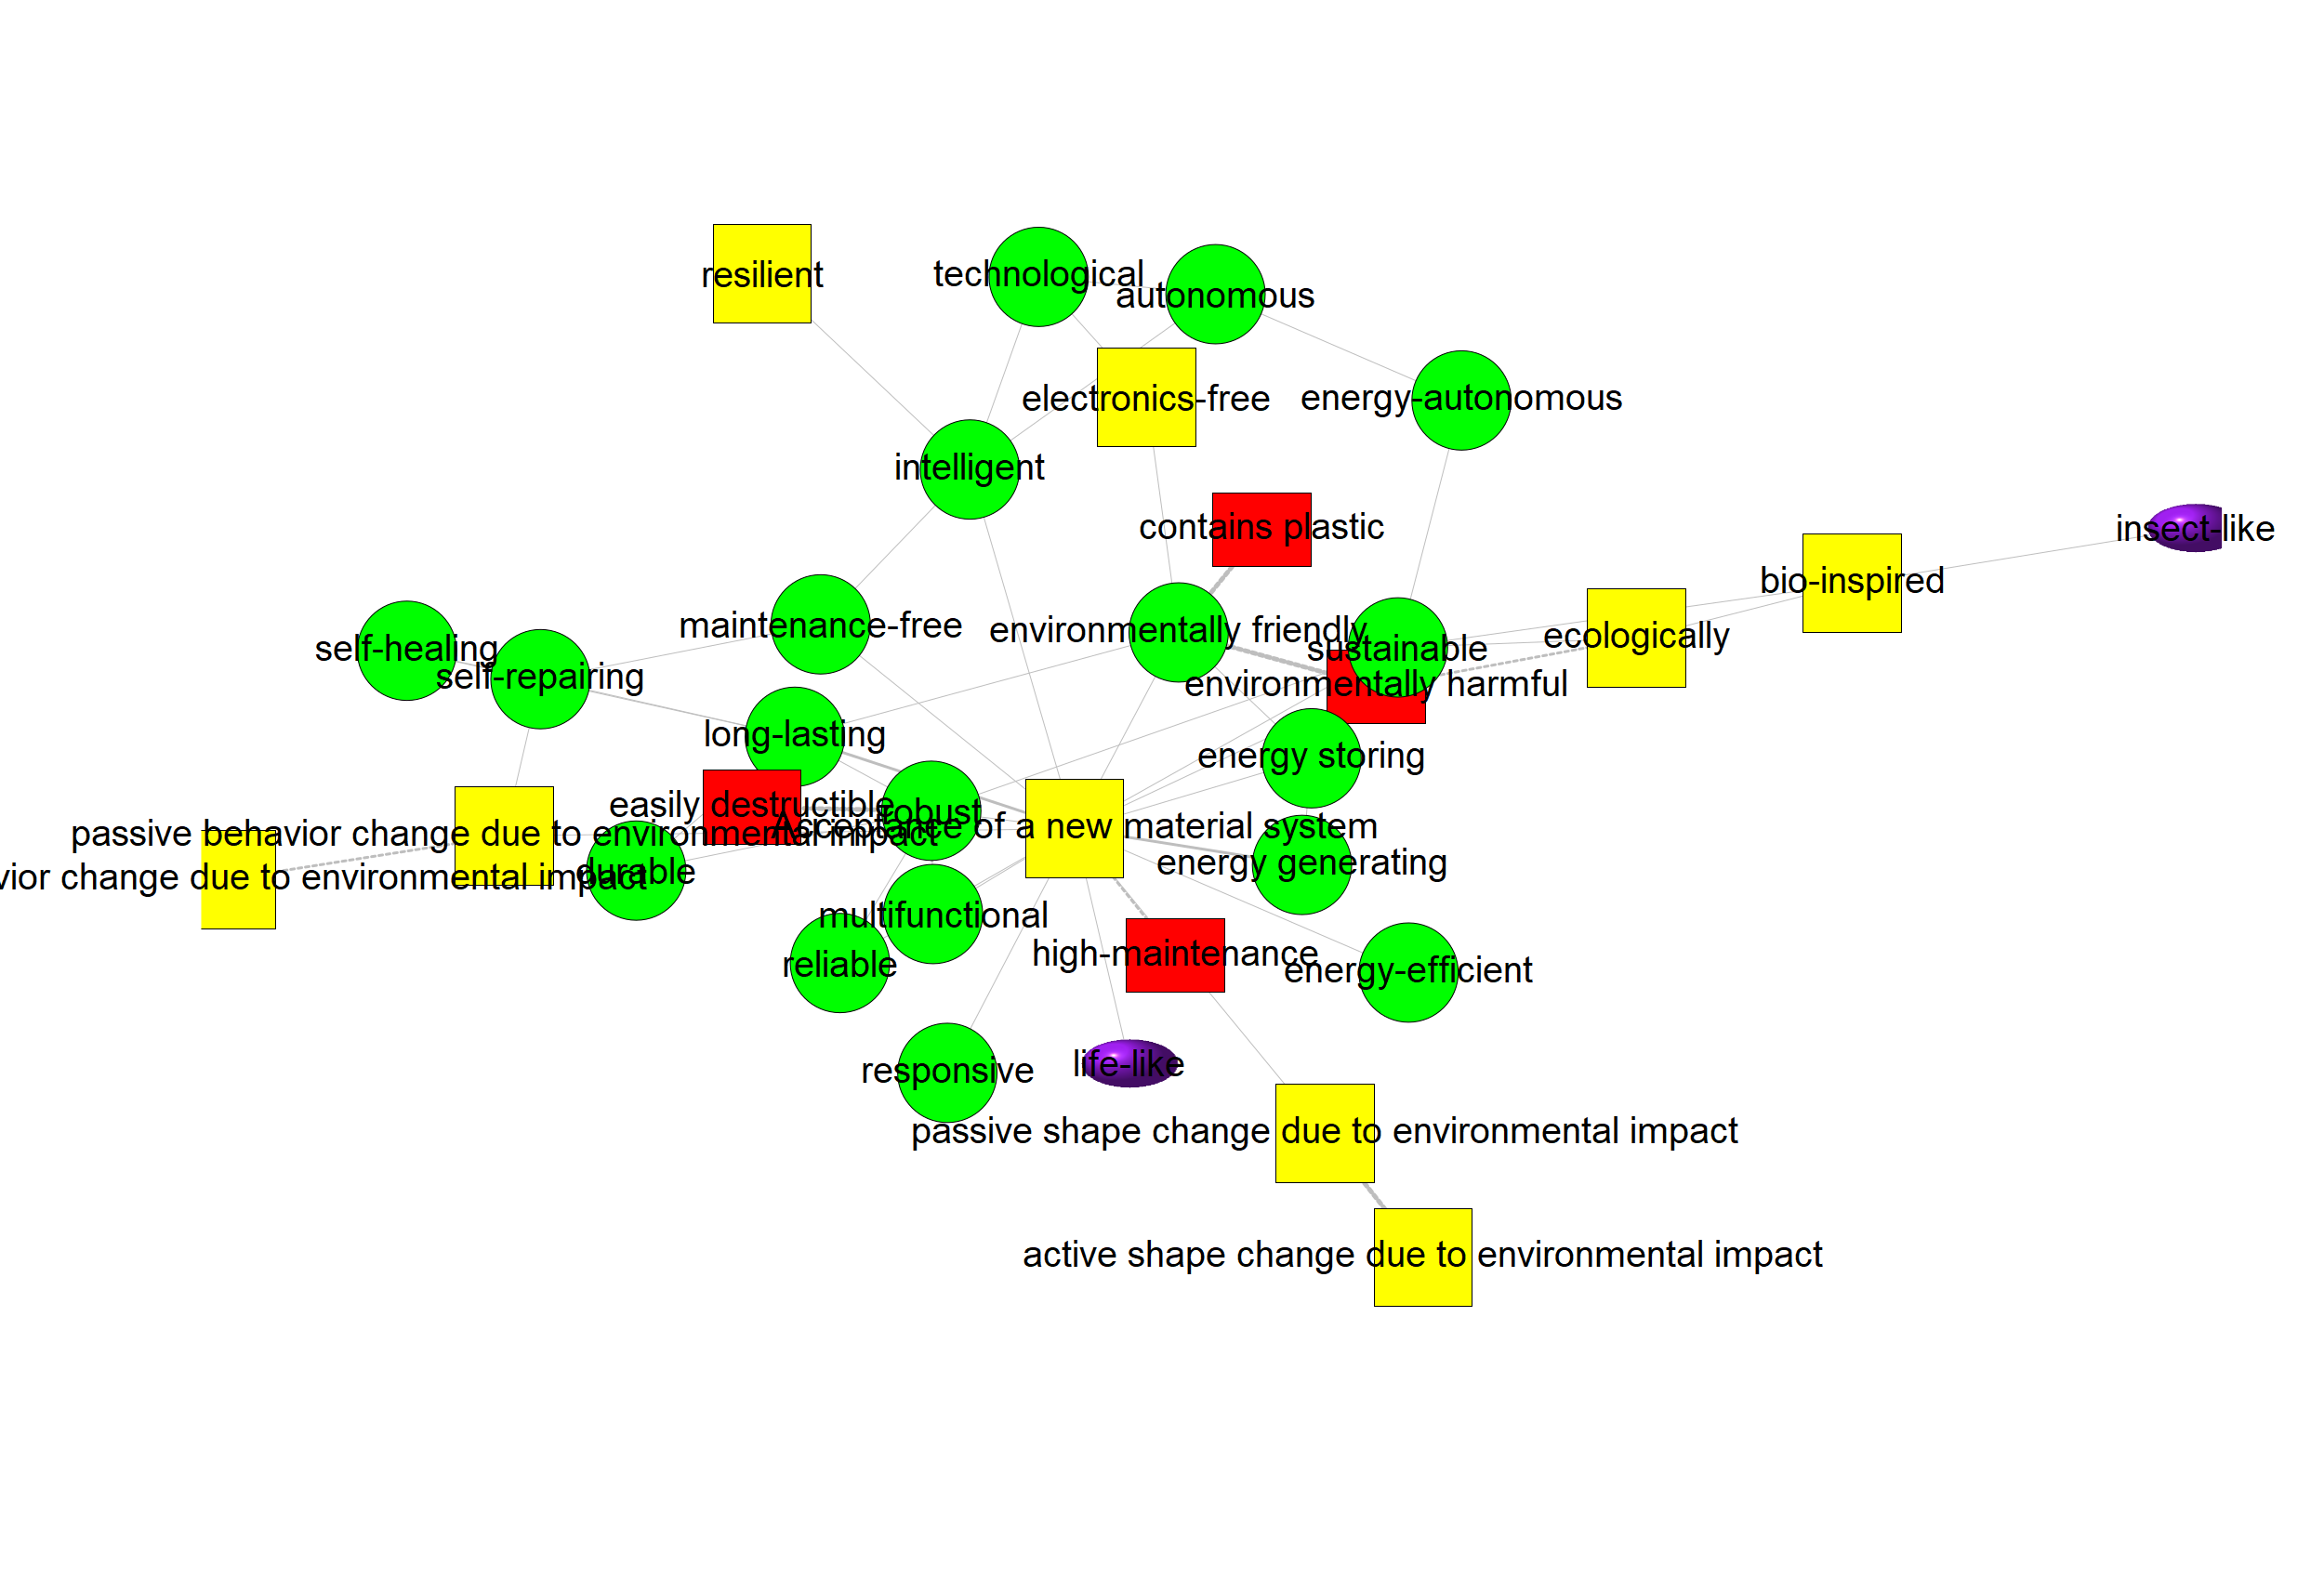 resilient
technological
autonomous
electronics-free
energy-autonomous
intelligent
contains plastic
insect-like
bio-inspired
maintenance-free
environmentally friendly
ecologically
self-healing
sustainable
self-repairing
environmentally harmful
long-lasting
energy storing
easily destructible
robust
Acceptance of a new material system
passive behavior change due to environmental impact
energy generating
durable
change due to environmental impact
multifunctional
high-maintenance
reliable
energy-efficient
life-like
responsive
passive shape change due to environmental impact
active shape change due to environmental impact